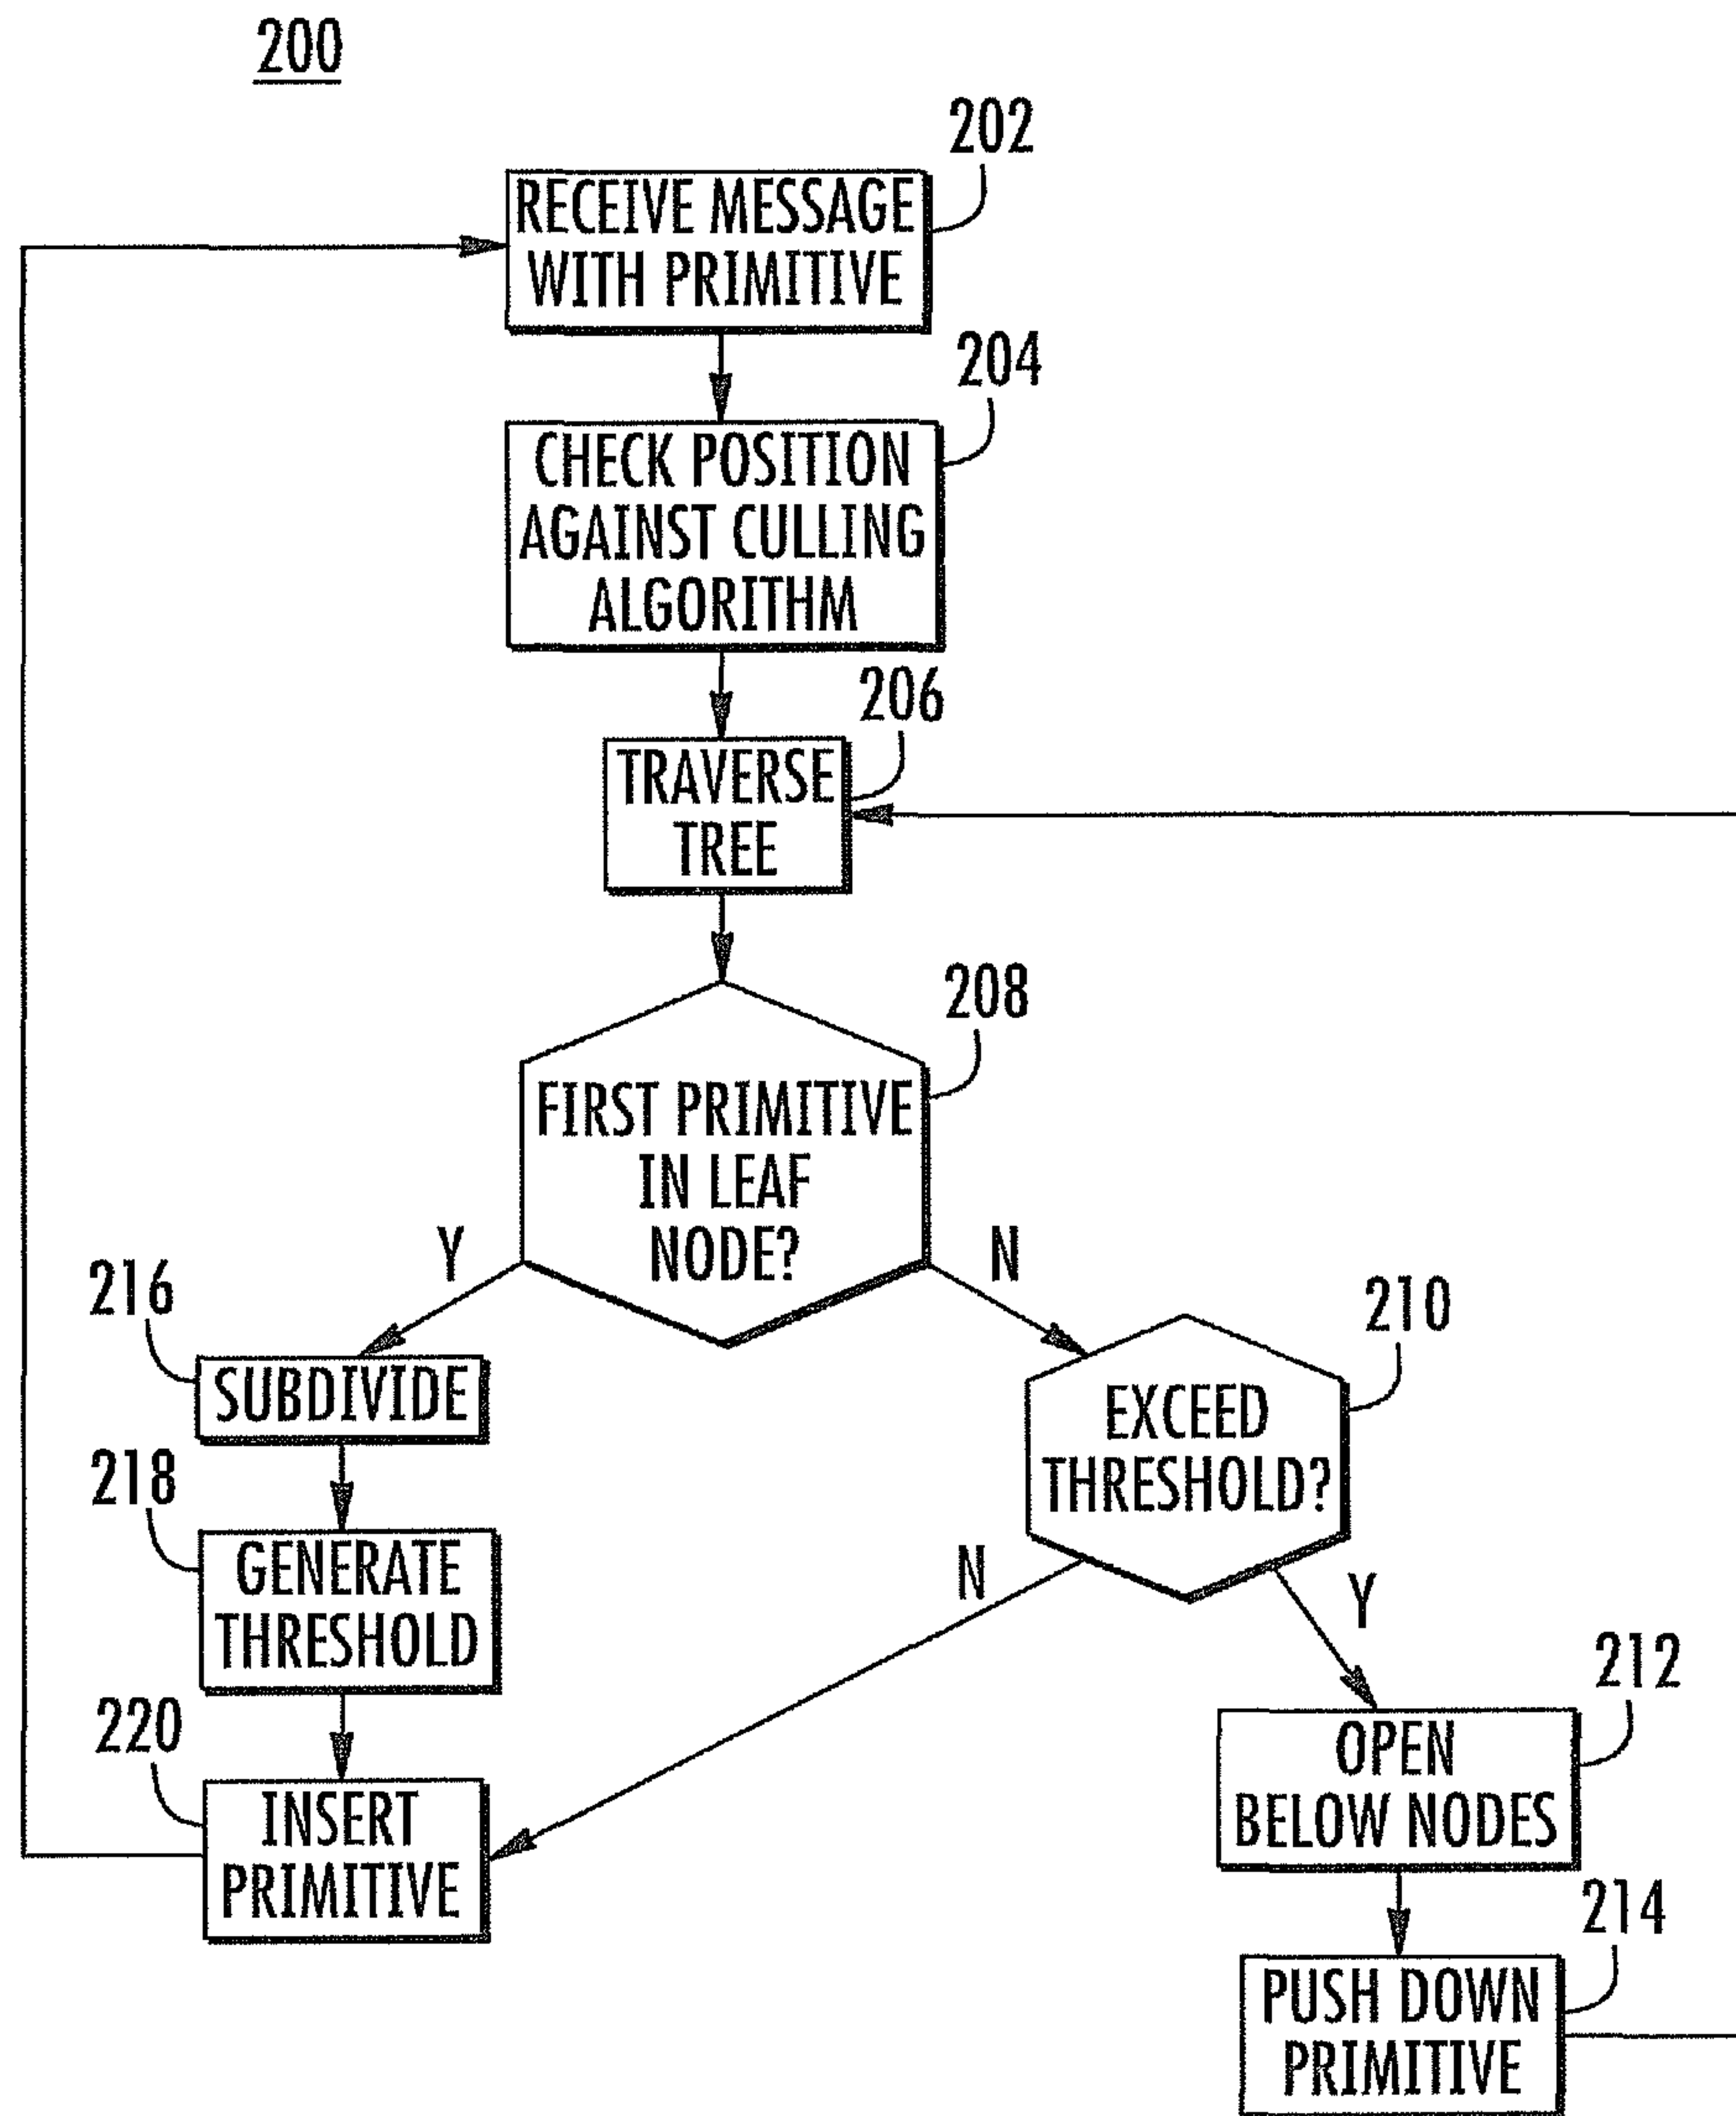 200
202
RECEIVE MESSAGE
WITH PRIMITIVE
204
CHECK POSITION
AGAINST CULLING
ALGORITHM
206
TRAVERSE
TREE
208
FIRST PRIMITIVE
IN LEAF
NODE?
Y
N
216
SUBDIVIDE
210
EXCEED
THRESHOLD?
218
GENERATE
THRESHOLD
N
Y
212
OPEN
BELOW NODES
220
INSERT
PRIMITIVE
214
PUSH DOWN
PRIMITIVE